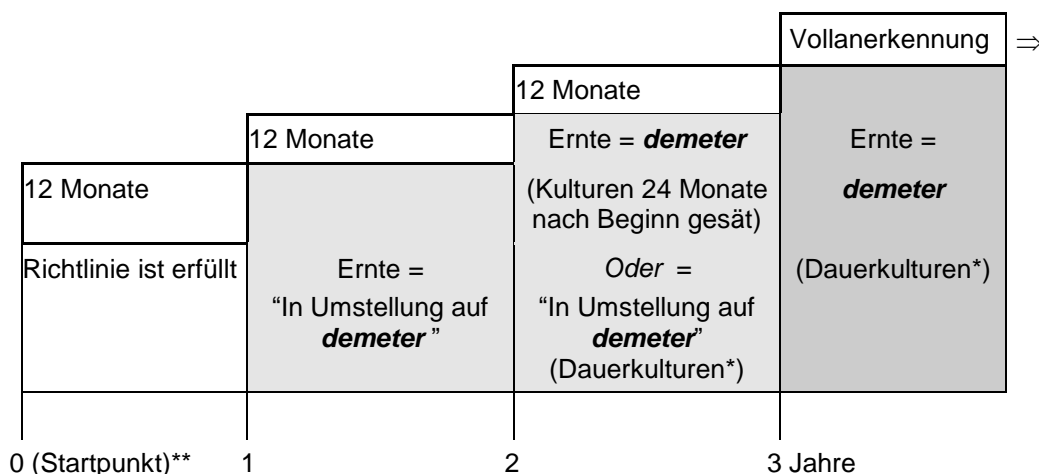 Vollanerkennung ⇒
12 Monate
12 Monate
12 Monate
Richtlinie ist erfüllt
Ernte =
“In Umstellung auf
demeter ”
Ernte = demeter
(Kulturen 24 Monate
nach Beginn gesät)
Oder =
“In Umstellung auf
demeter”
(Dauerkulturen*)
Ernte =
demeter
(Dauerkulturen*)
0 (Startpunkt)** 1 2 3 Jahre